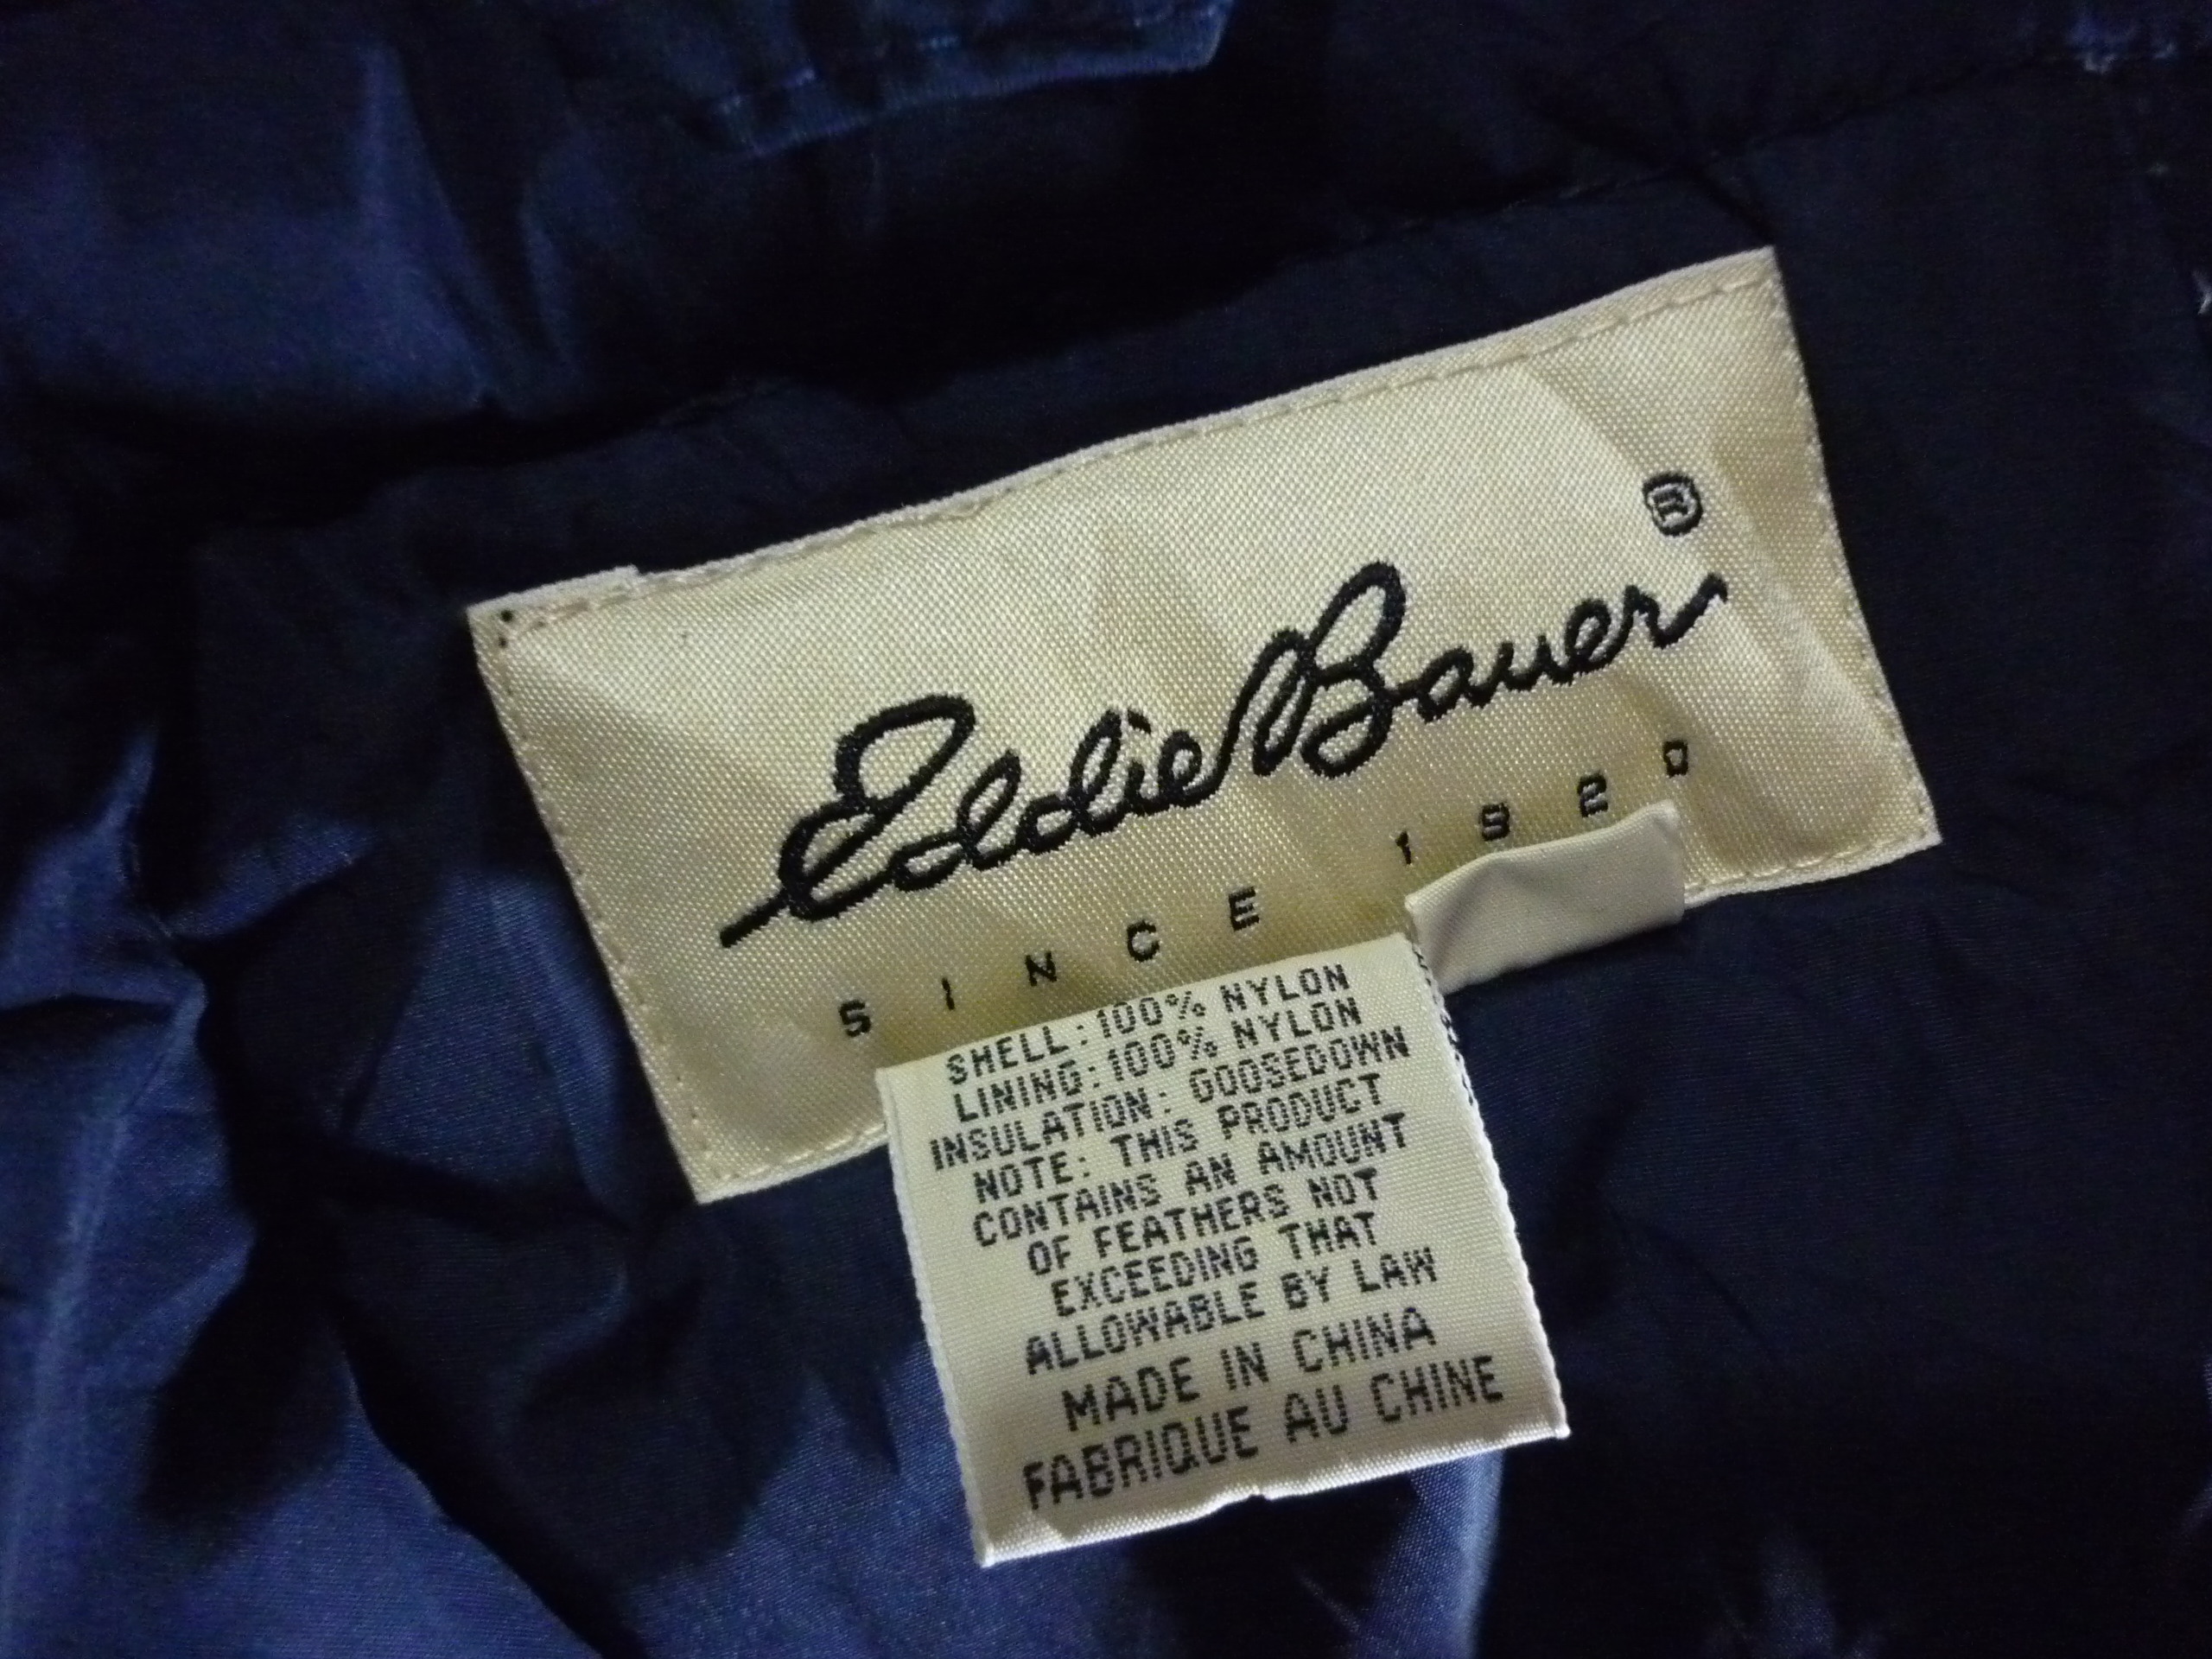 Eddie Bauer ®
SINCE 1920
SHELL: 100% NYLON
LINING: 100% NYLON
INSULATION: GOOSEDOWN
NOTE: THIS PRODUCT
CONTAINS AN AMOUNT
OF FEATHERS NOT
EXCEEDING THAT
ALLOWABLE BY LAW
MADE IN CHINA
FABRIQUE AU CHINE